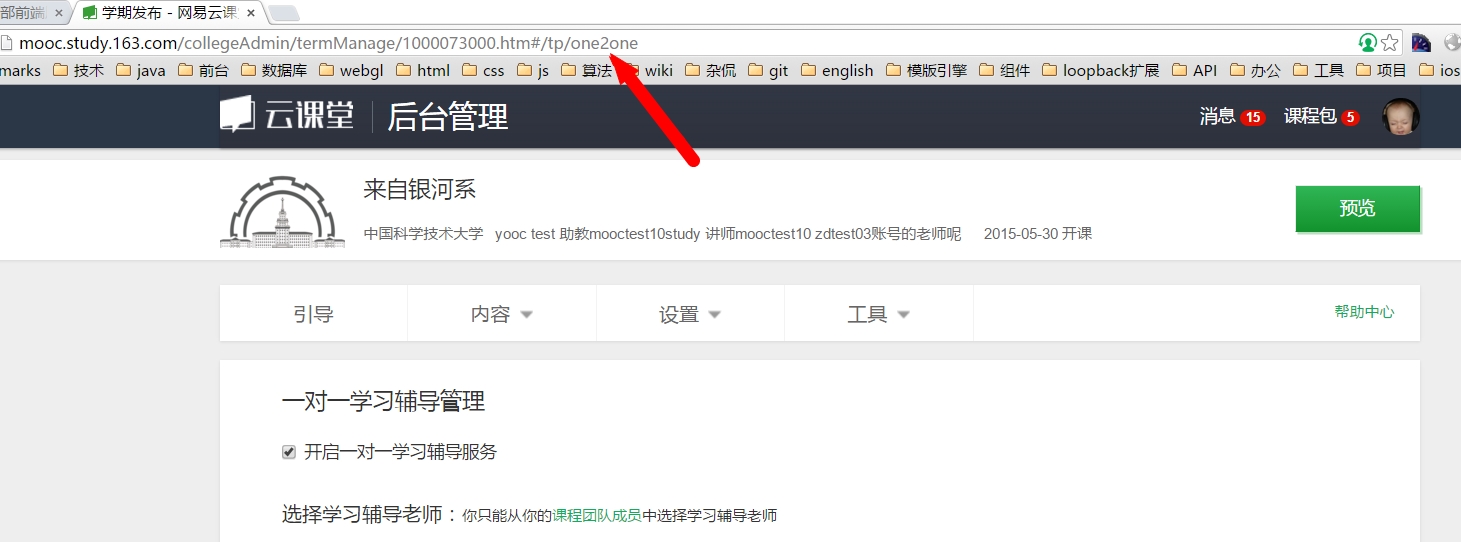 部前端 × 学期发布 - 网易云课 ×
mooc.study.163.com/collegeAdmin/termManage/1000073000.htm#/tp/one2one
marks 技术 java 前台 数据库 webgl html css js 算法 wiki 杂侃 git english 模版引擎 组件 loopback扩展 API 办公 工具 项目 ios
云课堂 后台管理 消息 15 课程包 5
来自银河系
预览
中国科学技术大学 yooc test 助教mooctest10study 讲师mooctest10 zdtest03账号的老师呢 2015-05-30 开课
引导 内容 设置 工具 帮助中心
一对一学习辅导管理
开启一对一学习辅导服务
选择学习辅导老师：你只能从你的课程团队成员中选择学习辅导老师